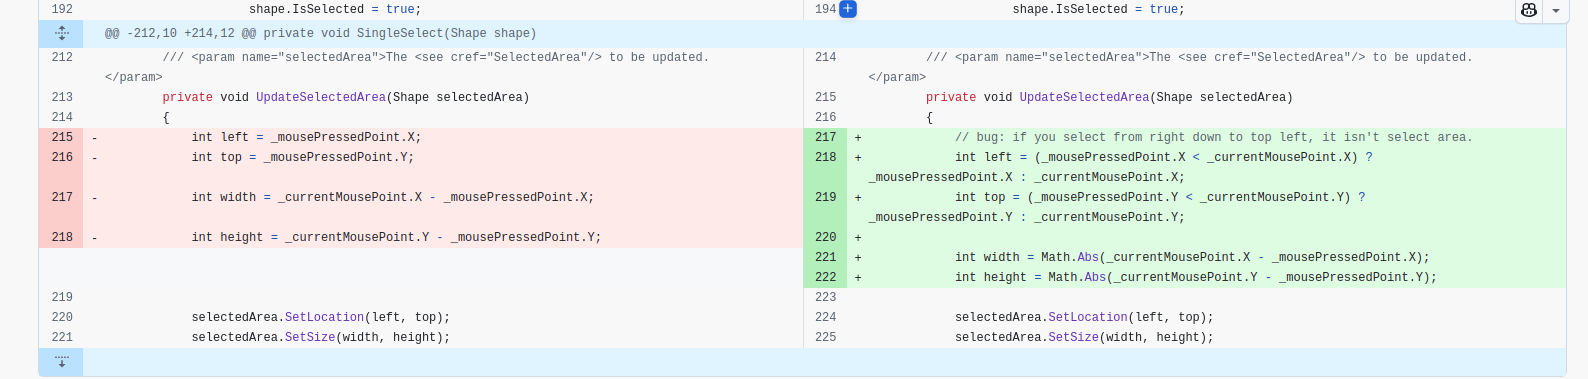 192 shape.IsSelected = true; 194 + shape.IsSelected = true;
@@ -212,10 +214,12 @@ private void SingleSelect(Shape shape)
212 /// <param name="selectedArea">The <see cref="SelectedArea"/> to be updated. 214 /// <param name="selectedArea">The <see cref="SelectedArea"/> to be updated.
</param> </param>
213 private void UpdateSelectedArea(Shape selectedArea) 215 private void UpdateSelectedArea(Shape selectedArea)
214 { 216 {
215 - int left = _mousePressedPoint.X; 217 + // bug: if you select from right down to top left, it isn't select area.
216 - int top = _mousePressedPoint.Y; 218 + int left = (_mousePressedPoint.X < _currentMousePoint.X) ?
_mousePressedPoint.X : _currentMousePoint.X;
217 - int width = _currentMousePoint.X - _mousePressedPoint.X; 219 + int top = (_mousePressedPoint.Y < _currentMousePoint.Y) ?
_mousePressedPoint.Y : _currentMousePoint.Y;
218 - int height = _currentMousePoint.Y - _mousePressedPoint.Y; 220 +
221 + int width = Math.Abs(_currentMousePoint.X - _mousePressedPoint.X);
222 + int height = Math.Abs(_currentMousePoint.Y - _mousePressedPoint.Y);
219 223
220 selectedArea.SetLocation(left, top); 224 selectedArea.SetLocation(left, top);
221 selectedArea.SetSize(width, height); 225 selectedArea.SetSize(width, height);